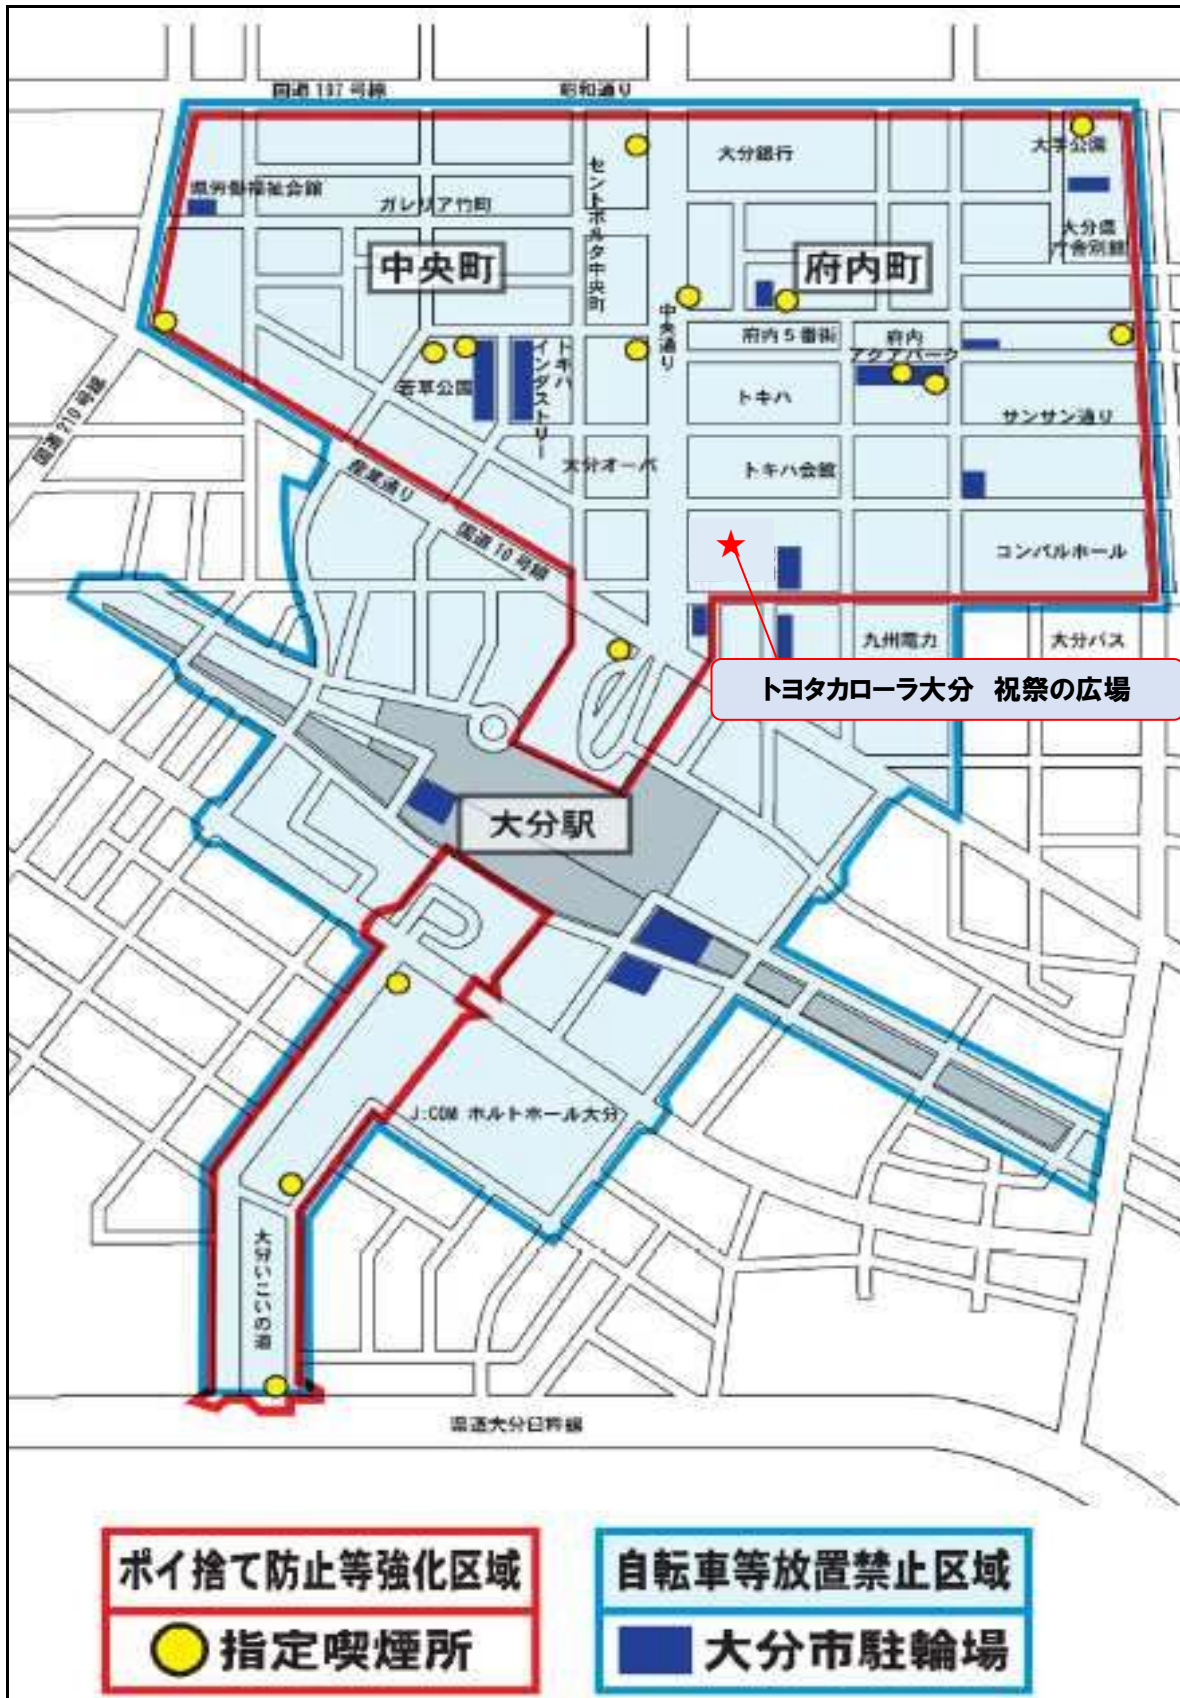 国道197号線
昭和通り
大分銀行
大手公園
県労働福祉会館
ガレリア竹町
セントポルタ中央町
大分県
庁舎別館
中央町
府内町
中央通り
府内5番街
府内
アクアパーク
若草公園
トキハ
インダストリー
トキハ
サンサン通り
国道210号線
大分オーパ
トキハ会館
産業通り
国道10号線
コンパルホール
九州電力
大分バス
トヨタカローラ大分 祝祭の広場
大分駅
J:COM ホルトホール大分
大分いこいの道
県道大分臼杵線
ポイ捨て防止等強化区域
指定喫煙所
自転車等放置禁止区域
大分市駐輪場